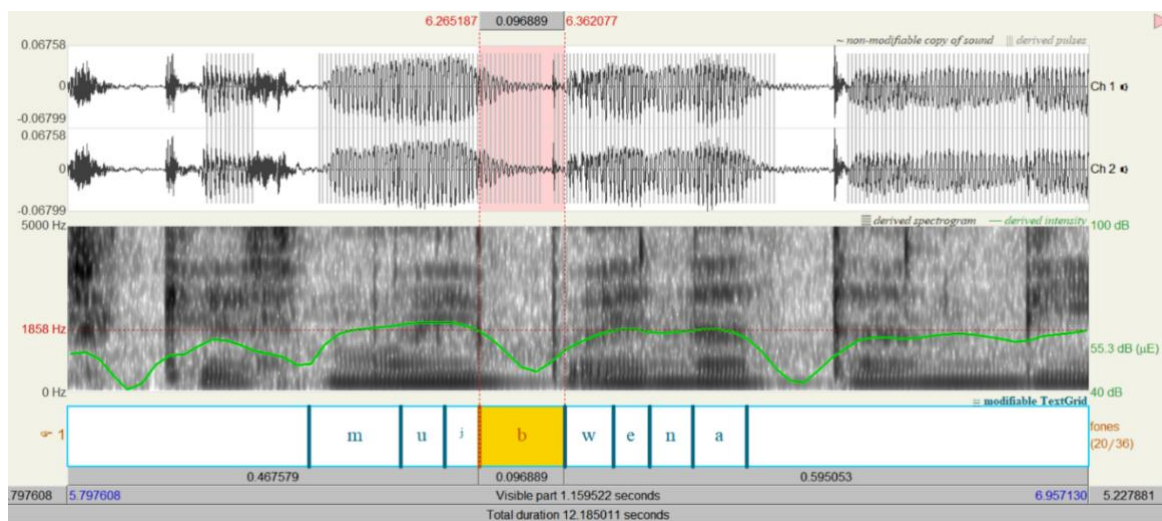 6.265187 0.096889 6.362077
0.06758 ~ non-modifiable copy of sound derived pulses
0 Ch 1
-0.06799
0.06758
0 Ch 2
-0.06799
derived spectrogram — derived intensity
5000 Hz 100 dB
1858 Hz 55.3 dB (µE)
0 Hz 40 dB
modifiable TextGrid
☞ 1 m u j b w e n a fones
(20/36)
0.467579 0.096889 0.595053
.797608 5.797608 Visible part 1.159522 seconds 6.957130 5.227881
Total duration 12.185011 seconds